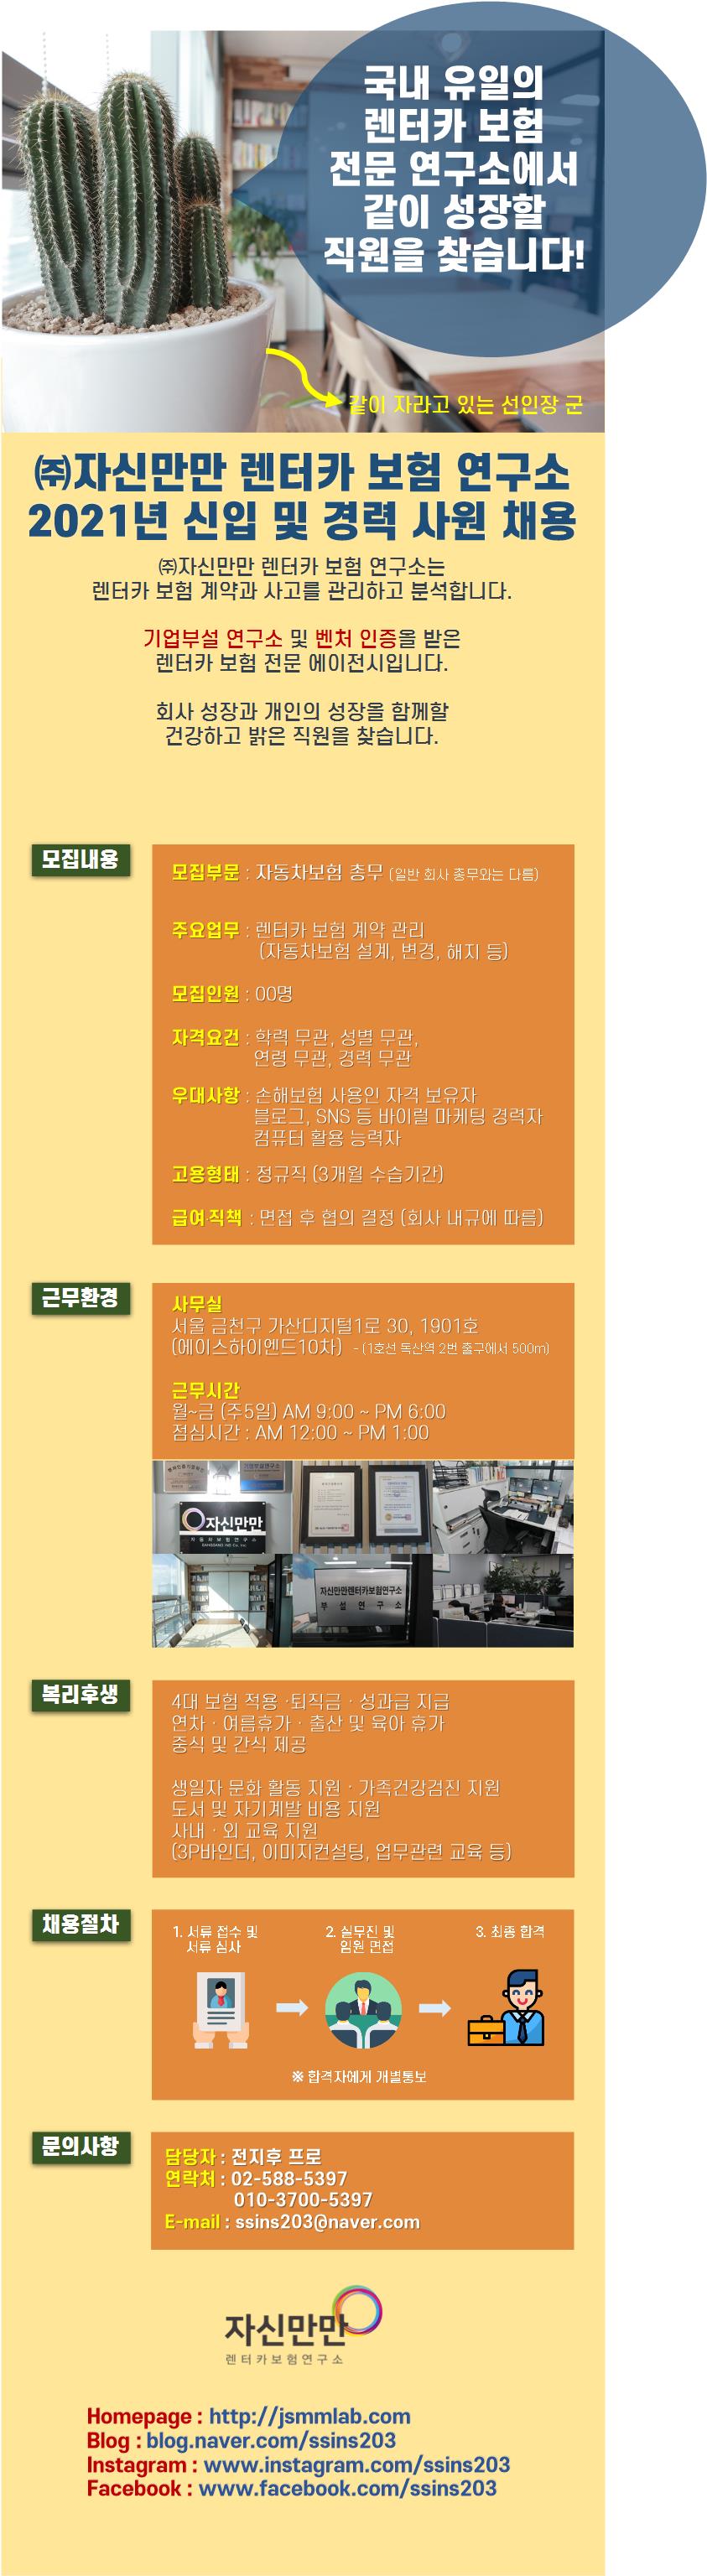 국내 유일의
렌터카 보험
전문 연구소에서
같이 성장할
직원을 찾습니다!
같이 자라고 있는 선인장 군
㈜자신만만 렌터카 보험 연구소
2021년 신입 및 경력 사원 채용
㈜자신만만 렌터카 보험 연구소는
렌터카 보험 계약과 사고를 관리하고 분석합니다.
기업부설 연구소 및 벤처 인증을 받은
렌터카 보험 전문 에이전시입니다.
회사 성장과 개인의 성장을 함께할
건강하고 밝은 직원을 찾습니다.
모집내용
모집부문 : 자동차보험 총무 (일반 회사 총무와는 다름)
주요업무 : 렌터카 보험 계약 관리
(자동차보험 설계, 변경, 해지 등)
모집인원 : 00명
자격요건 : 학력 무관, 성별 무관,
연령 무관, 경력 무관
우대사항 : 손해보험 사용인 자격 보유자
블로그, SNS 등 바이럴 마케팅 경력자
컴퓨터 활용 능력자
고용형태 : 정규직 (3개월 수습기간)
급여·직책 : 면접 후 협의 결정 (회사 내규에 따름)
근무환경
사무실
서울 금천구 가산디지털1로 30, 1901호
(에이스하이엔드10차) - (1호선 독산역 2번 출구에서 500m)
근무시간
월~금 (주5일) AM 9:00 ~ PM 6:00
점심시간 : AM 12:00 ~ PM 1:00
자신만만
자동차보험연구소
자신만만렌터카보험연구소
부설연구소
복리후생
4대 보험 적용 ·퇴직금 · 성과급 지급
연차 · 여름휴가 · 출산 및 육아 휴가
중식 및 간식 제공
생일자 문화 활동 지원 · 가족건강검진 지원
도서 및 자기계발 비용 지원
사내 · 외 교육 지원
(3P바인더, 이미지컨설팅, 업무관련 교육 등)
채용절차
1. 서류 접수 및
서류 심사
2. 실무진 및
임원 면접
3. 최종 합격
※ 합격자에게 개별통보
문의사항
담당자 : 전지후 프로
연락처 : 02-588-5397
010-3700-5397
E-mail : ssins203@naver.com
자신만만
렌터카보험연구소
Homepage : http://jsmmlab.com
Blog : blog.naver.com/ssins203
Instagram : www.instagram.com/ssins203
Facebook : www.facebook.com/ssins203